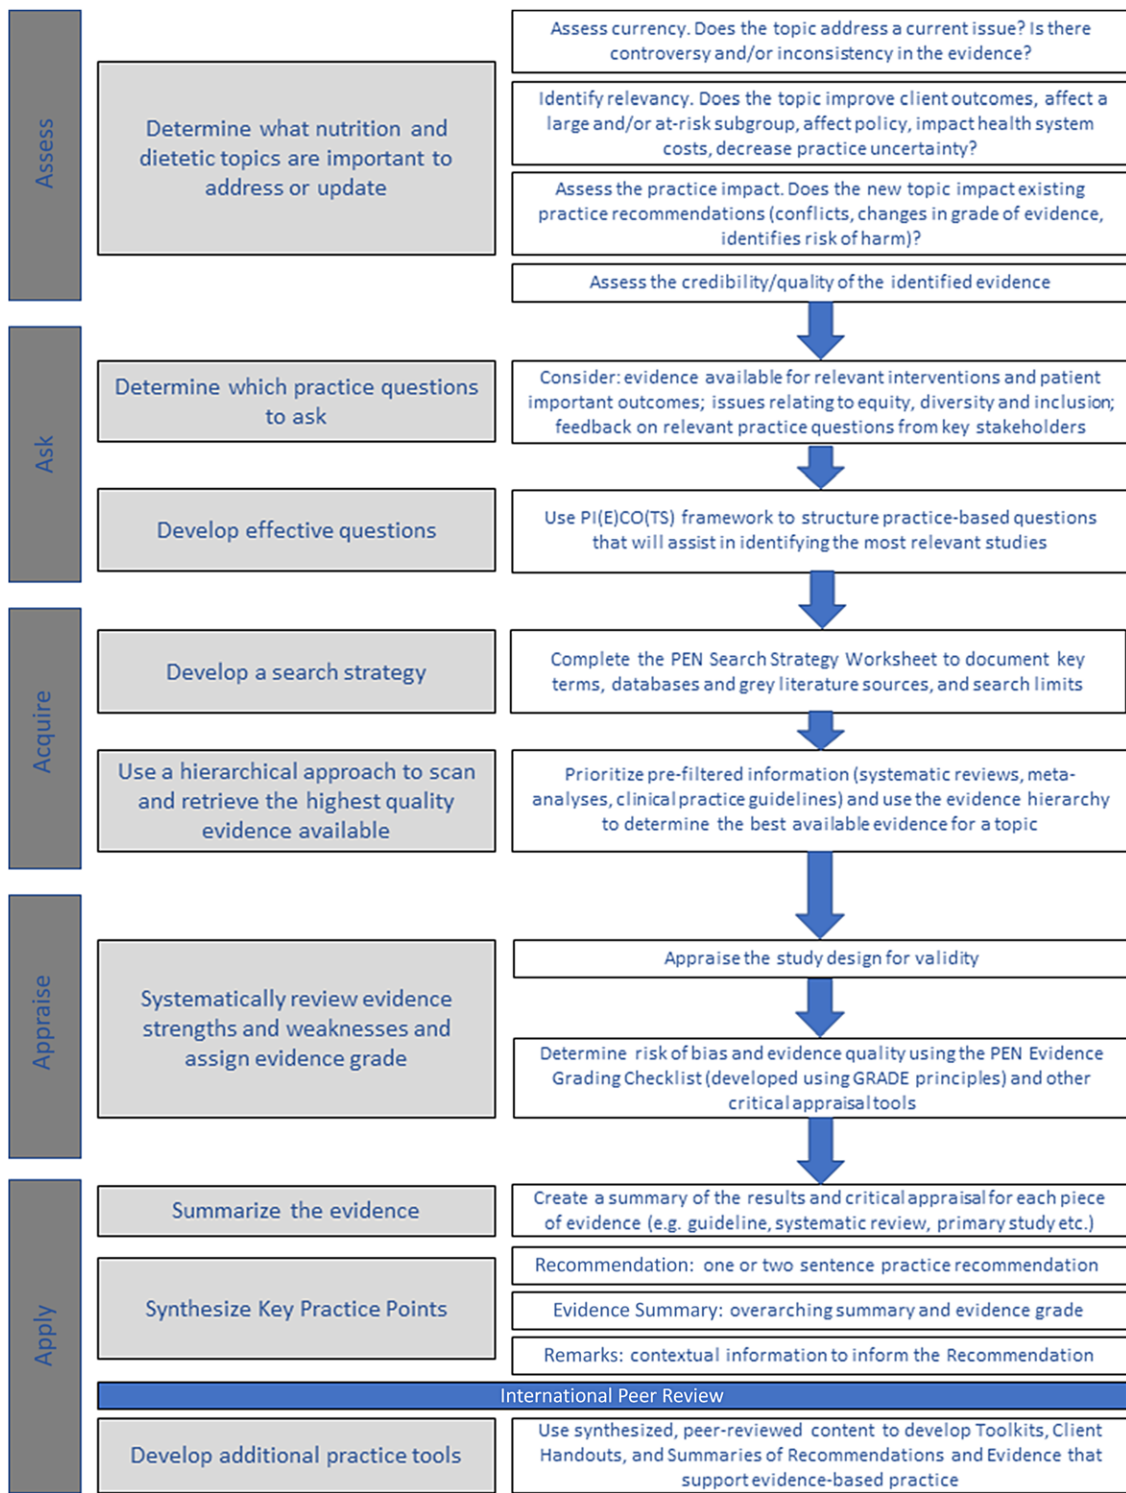 Assess
Determine what nutrition and
dietetic topics are important to
address or update
Assess currency. Does the topic address a current issue? Is there
controversy and/or inconsistency in the evidence?
Identify relevancy. Does the topic improve client outcomes, affect a
large and/or at-risk subgroup, affect policy, impact health system
costs, decrease practice uncertainty?
Assess the practice impact. Does the new topic impact existing
practice recommendations (conflicts, changes in grade of evidence,
identifies risk of harm)?
Assess the credibility/quality of the identified evidence
Ask
Determine which practice questions
to ask
Consider: evidence available for relevant interventions and patient
important outcomes; issues relating to equity, diversity and inclusion;
feedback on relevant practice questions from key stakeholders
Develop effective questions
Use PI(E)CO(TS) framework to structure practice-based questions
that will assist in identifying the most relevant studies
Acquire
Develop a search strategy
Complete the PEN Search Strategy Worksheet to document key
terms, databases and grey literature sources, and search limits
Use a hierarchical approach to scan
and retrieve the highest quality
evidence available
Prioritize pre-filtered information (systematic reviews, meta-
analyses, clinical practice guidelines) and use the evidence hierarchy
to determine the best available evidence for a topic
Appraise
Systematically review evidence
strengths and weaknesses and
assign evidence grade
Appraise the study design for validity
Determine risk of bias and evidence quality using the PEN Evidence
Grading Checklist (developed using GRADE principles) and other
critical appraisal tools
Apply
Summarize the evidence
Create a summary of the results and critical appraisal for each piece
of evidence (e.g. guideline, systematic review, primary study etc.)
Synthesize Key Practice Points
Recommendation: one or two sentence practice recommendation
Evidence Summary: overarching summary and evidence grade
Remarks: contextual information to inform the Recommendation
International Peer Review
Develop additional practice tools
Use synthesized, peer-reviewed content to develop Toolkits, Client
Handouts, and Summaries of Recommendations and Evidence that
support evidence-based practice